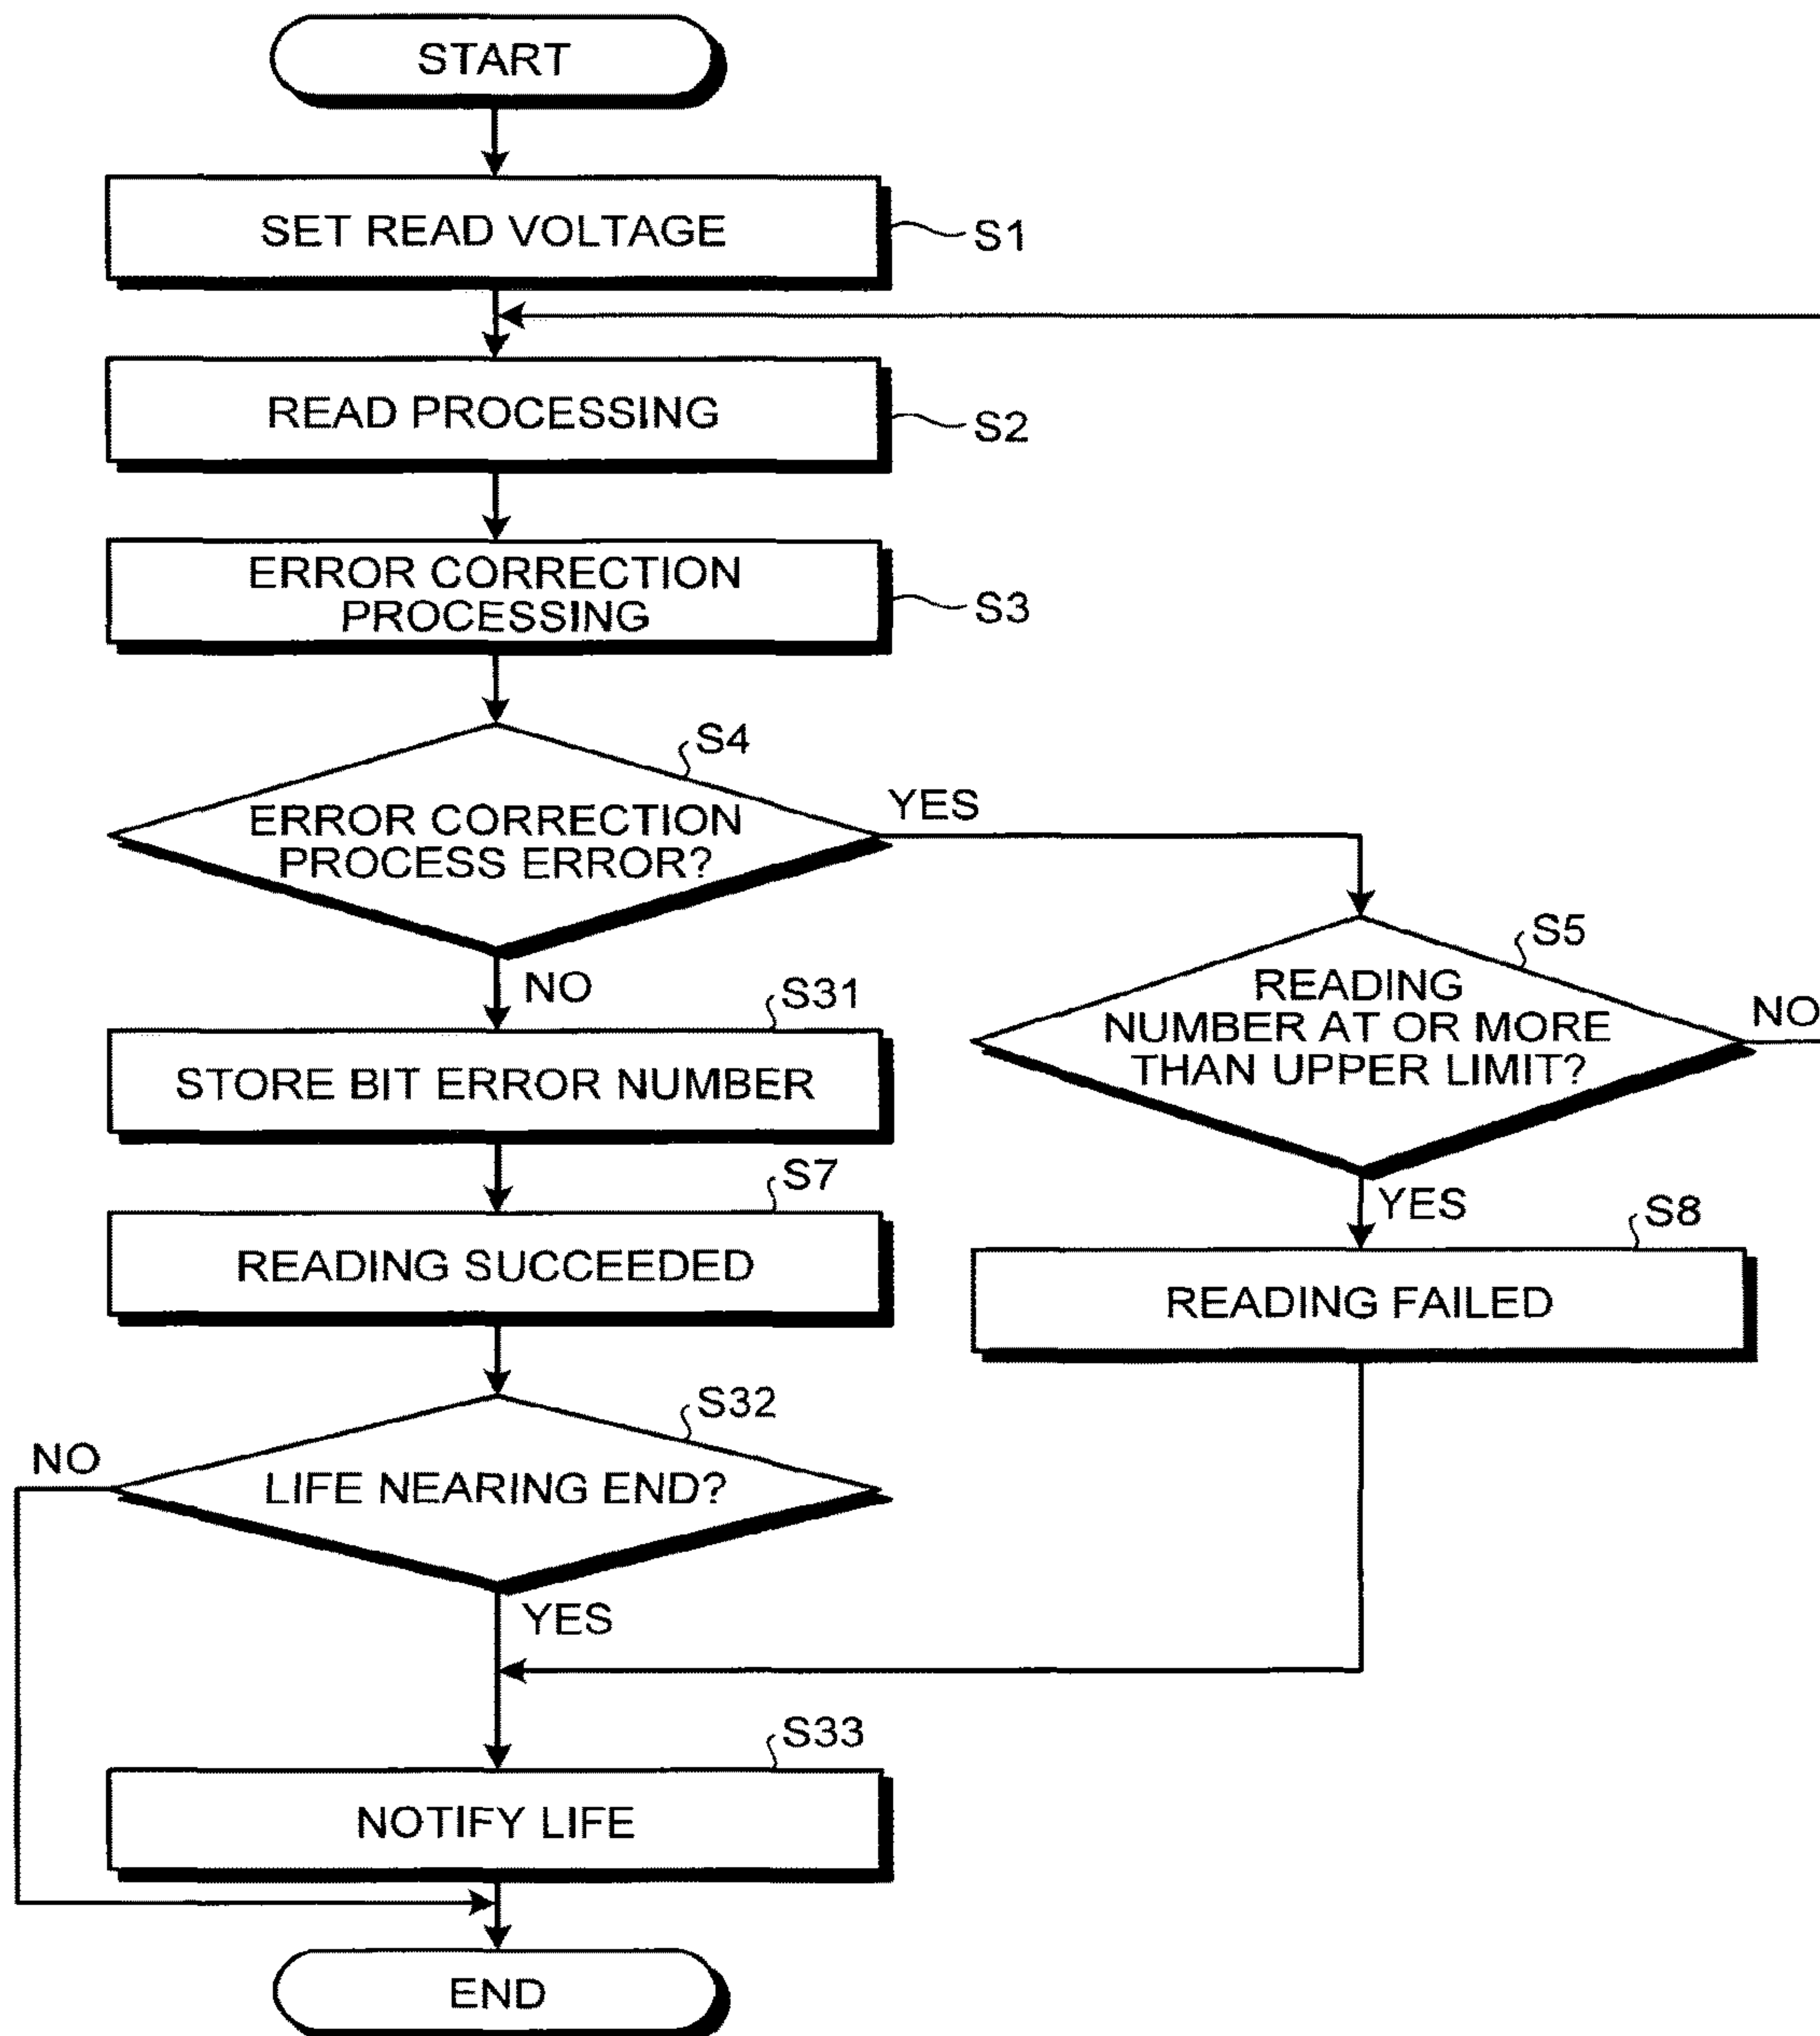 START
SET READ VOLTAGE
S1
READ PROCESSING
S2
ERROR CORRECTION
PROCESSING
S3
S4
ERROR CORRECTION
PROCESS ERROR?
YES
NO
S5
READING
NUMBER AT OR MORE
THAN UPPER LIMIT?
NO
YES
S31
STORE BIT ERROR NUMBER
S7
READING SUCCEEDED
S8
READING FAILED
S32
LIFE NEARING END?
NO
YES
S33
NOTIFY LIFE
END